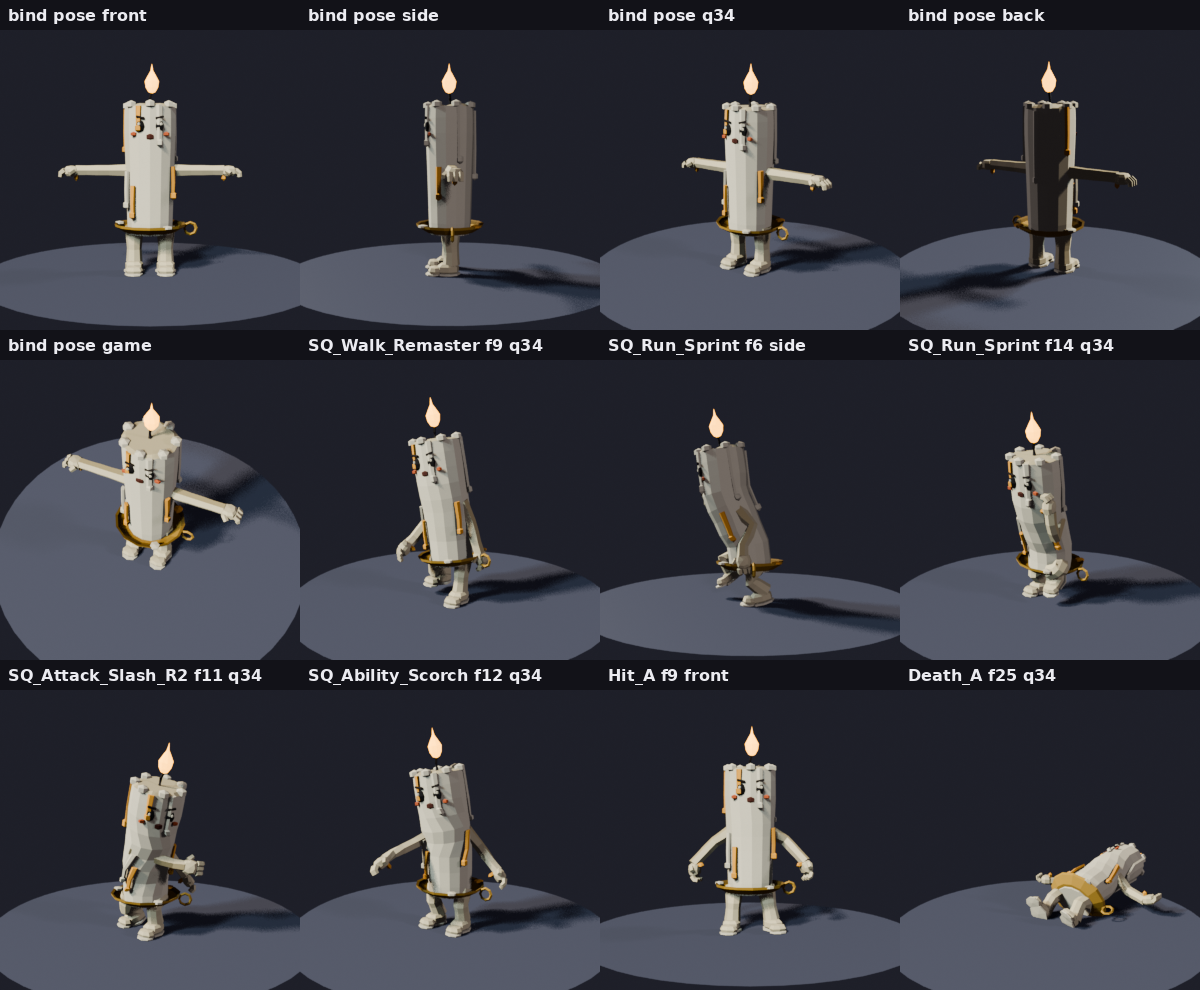 bind pose front
bind pose side
bind pose q34
bind pose back
bind pose game
SQ_Walk_Remaster f9 q34
SQ_Run_Sprint f6 side
SQ_Run_Sprint f14 q34
SQ_Attack_Slash_R2 f11 q34
SQ_Ability_Scorch f12 q34
Hit_A f9 front
Death_A f25 q34